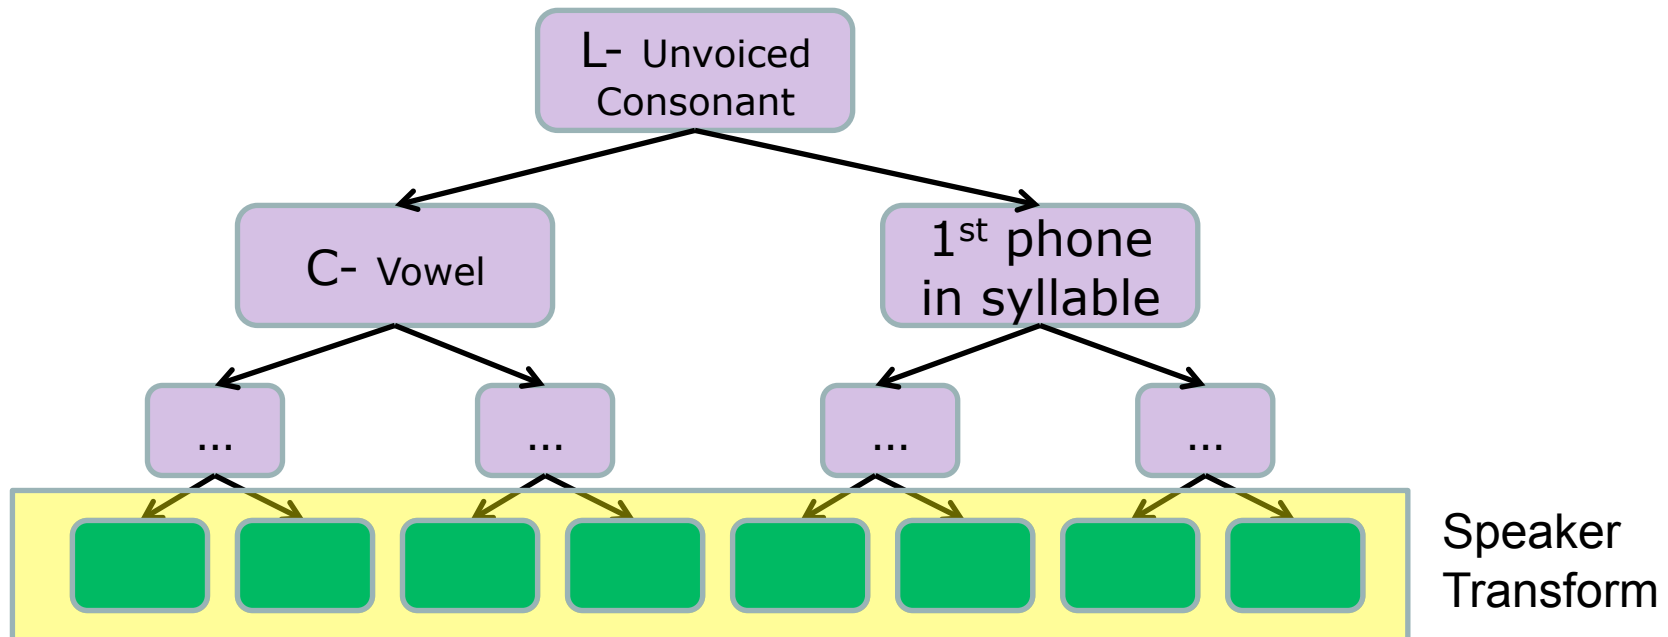 L- Unvoiced
Consonant
C- Vowel
1st phone
in syllable
...
...
...
...
Speaker
Transform